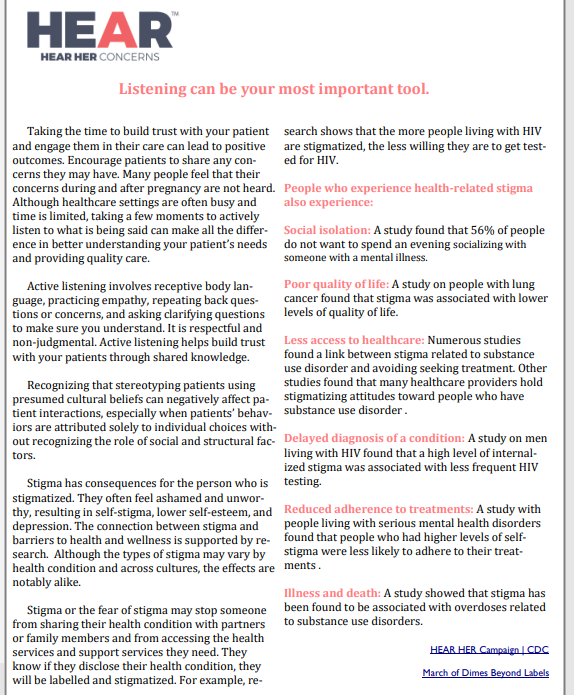 HEAR™
HEAR HER CONCERNS
Listening can be your most important tool.
Taking the time to build trust with your patient
and engage them in their care can lead to positive
outcomes. Encourage patients to share any con-
cerns they may have. Many people feel that their
concerns during and after pregnancy are not heard.
Although healthcare settings are often busy and
time is limited, taking a few moments to actively
listen to what is being said can make all the differ-
ence in better understanding your patient's needs
and providing quality care.
Active listening involves receptive body lan-
guage, practicing empathy, repeating back ques-
tions or concerns, and asking clarifying questions
to make sure you understand. It is respectful and
non-judgmental. Active listening helps build trust
with your patients through shared knowledge.
Recognizing that stereotyping patients using
presumed cultural beliefs can negatively affect pa-
tient interactions, especially when patients' behav-
iors are attributed solely to individual choices with-
out recognizing the role of social and structural fac-
tors.
Stigma has consequences for the person who is
stigmatized. They often feel ashamed and unwor-
thy, resulting in self-stigma, lower self-esteem, and
depression. The connection between stigma and
barriers to health and wellness is supported by re-
search. Although the types of stigma may vary by
health condition and across cultures, the effects are
notably alike.
Stigma or the fear of stigma may stop someone
from sharing their health condition with partners
or family members and from accessing the health
services and support services they need. They
know if they disclose their health condition, they
will be labelled and stigmatized. For example, re-
search shows that the more people living with HIV
are stigmatized, the less willing they are to get test-
ed for HIV.
People who experience health-related stigma
also experience:
Social isolation: A study found that 56% of people
do not want to spend an evening socializing with
someone with a mental illness.
Poor quality of life: A study on people with lung
cancer found that stigma was associated with lower
levels of quality of life.
Less access to healthcare: Numerous studies
found a link between stigma related to substance
use disorder and avoiding seeking treatment. Other
studies found that many healthcare providers hold
stigmatizing attitudes toward people who have
substance use disorder .
Delayed diagnosis of a condition: A study on men
living with HIV found that a high level of internal-
ized stigma was associated with less frequent HIV
testing.
Reduced adherence to treatments: A study with
people living with serious mental health disorders
found that people who had higher levels of self-
stigma were less likely to adhere to their treat-
ments .
Illness and death: A study showed that stigma has
been found to be associated with overdoses related
to substance use disorders.
HEAR HER Campaign | CDC
March of Dimes Beyond Labels